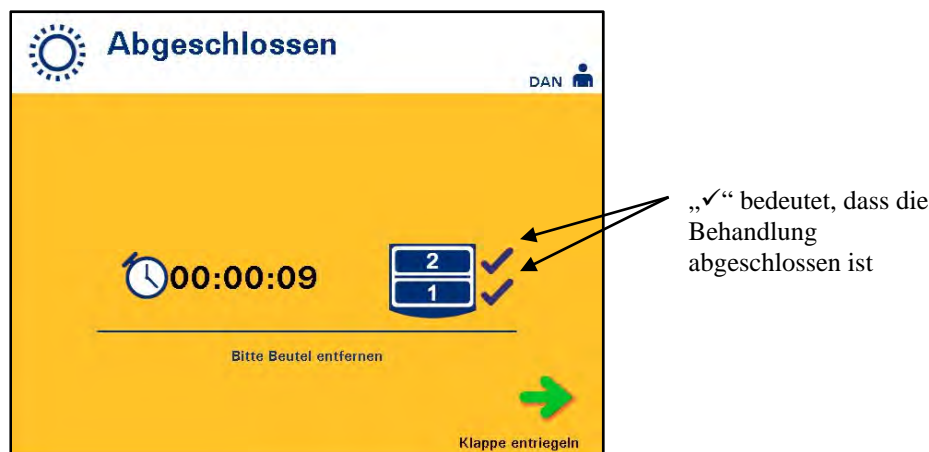 Abgeschlossen
DAN
„✓“ bedeutet, dass die
Behandlung
abgeschlossen ist
2
1
00:00:09
Bitte Beutel entfernen
Klappe entriegeln